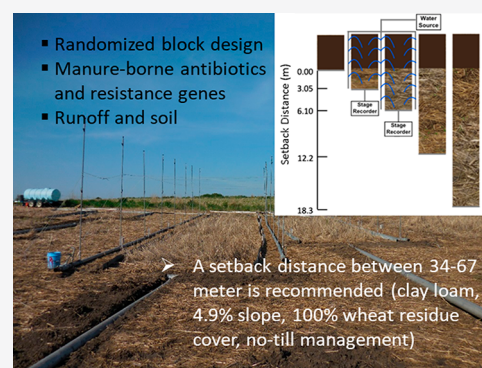 ▪ Randomized block design
▪ Manure-borne antibiotics
and resistance genes
▪ Runoff and soil
Water
Source
Setback Distance (m)
0.00
3.05
6.10
12.2
18.3
Stage
Recorder
Stage
Recorder
➢ A setback distance between 34-67
meter is recommended (clay loam,
4.9% slope, 100% wheat residue
cover, no-till management)